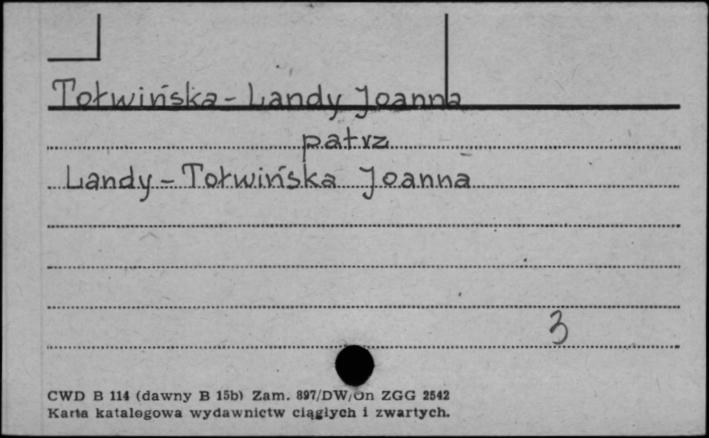 Tołwińska - Landy Joanna
patrz
Landy - Tołwińska Joanna
3
CWD B 114 (dawny B 15b) Zam. 897/DW/On ZGG 2542
Karta katalogowa wydawnictw ciągłych i zwartych.